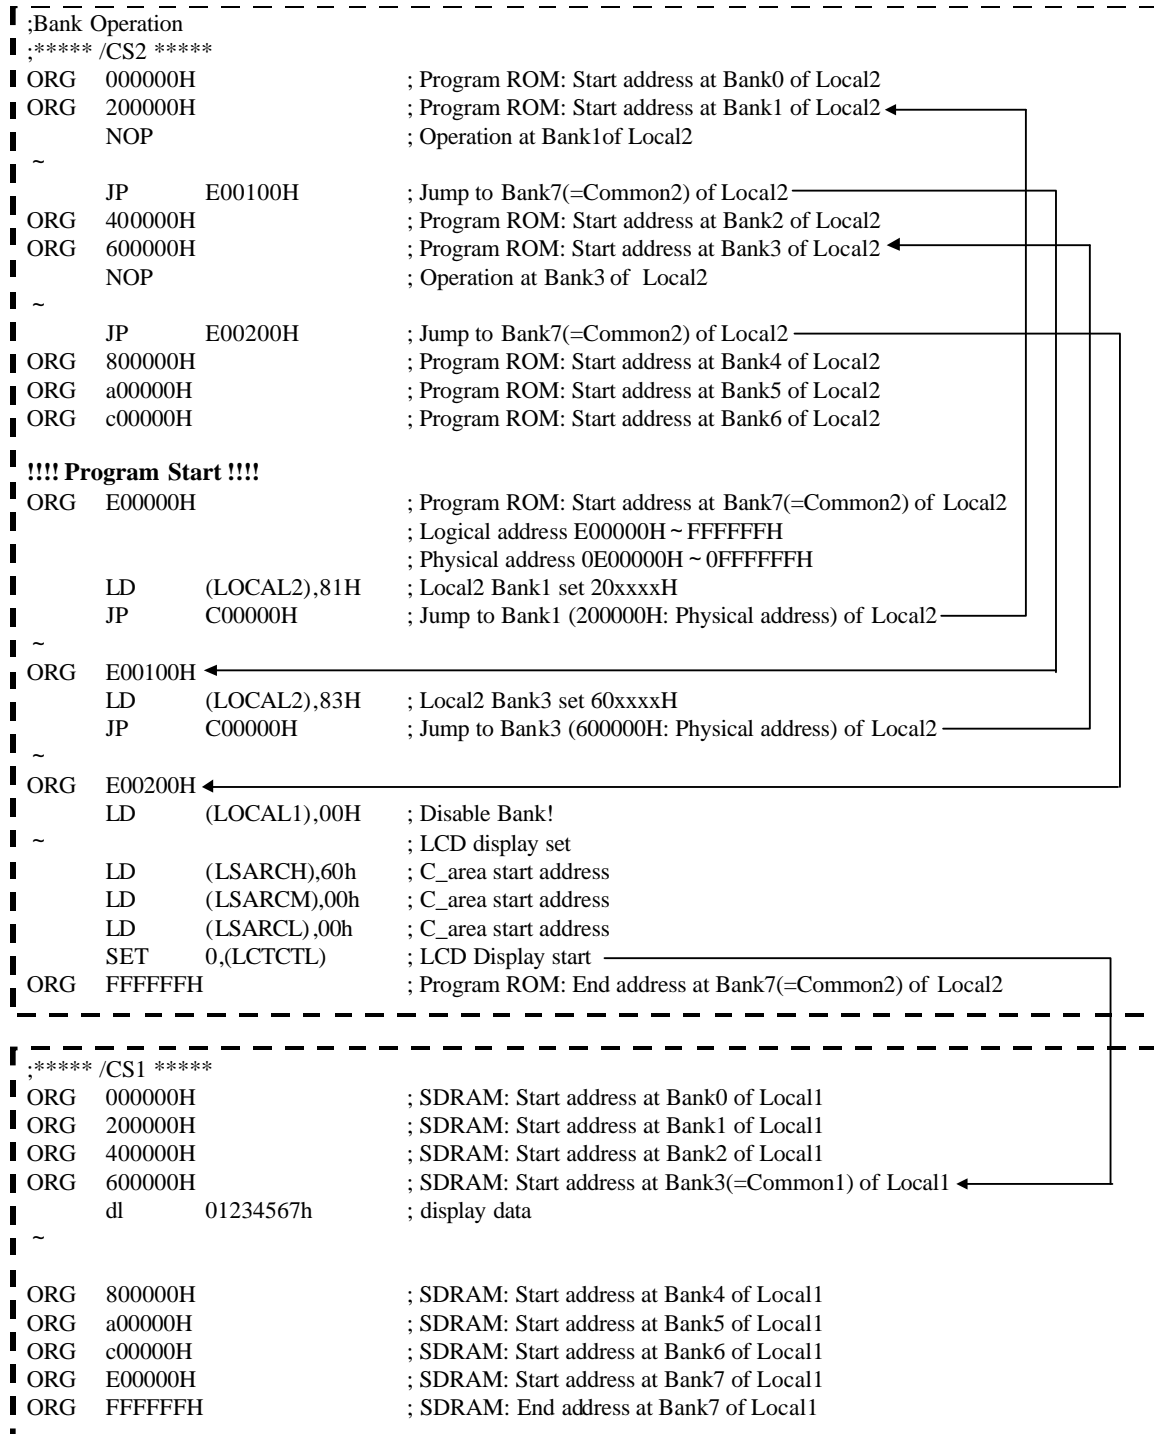 ;Bank Operation
;***** /CS2 *****
ORG 000000H ; Program ROM: Start address at Bank0 of Local2
ORG 200000H ; Program ROM: Start address at Bank1 of Local2
NOP ; Operation at Bank1of Local2
~
JP E00100H ; Jump to Bank7(=Common2) of Local2
ORG 400000H ; Program ROM: Start address at Bank2 of Local2
ORG 600000H ; Program ROM: Start address at Bank3 of Local2
NOP ; Operation at Bank3 of Local2
~
JP E00200H ; Jump to Bank7(=Common2) of Local2
ORG 800000H ; Program ROM: Start address at Bank4 of Local2
ORG a00000H ; Program ROM: Start address at Bank5 of Local2
ORG c00000H ; Program ROM: Start address at Bank6 of Local2
!!!! Program Start !!!!
ORG E00000H ; Program ROM: Start address at Bank7(=Common2) of Local2
; Logical address E00000H ~ FFFFFFH
; Physical address 0E00000H ~ 0FFFFFFH
LD (LOCAL2),81H ; Local2 Bank1 set 20xxxxH
JP C00000H ; Jump to Bank1 (200000H: Physical address) of Local2
~
ORG E00100H
LD (LOCAL2),83H ; Local2 Bank3 set 60xxxxH
JP C00000H ; Jump to Bank3 (600000H: Physical address) of Local2
~
ORG E00200H
LD (LOCAL1),00H ; Disable Bank!
~ ; LCD display set
LD (LSARCH),60h ; C_area start address
LD (LSARCM),00h ; C_area start address
LD (LSARCL),00h ; C_area start address
SET 0,(LCTCTL) ; LCD Display start
ORG FFFFFFH ; Program ROM: End address at Bank7(=Common2) of Local2
;***** /CS1 *****
ORG 000000H ; SDRAM: Start address at Bank0 of Local1
ORG 200000H ; SDRAM: Start address at Bank1 of Local1
ORG 400000H ; SDRAM: Start address at Bank2 of Local1
ORG 600000H ; SDRAM: Start address at Bank3(=Common1) of Local1
dl 01234567h ; display data
~
ORG 800000H ; SDRAM: Start address at Bank4 of Local1
ORG a00000H ; SDRAM: Start address at Bank5 of Local1
ORG c00000H ; SDRAM: Start address at Bank6 of Local1
ORG E00000H ; SDRAM: Start address at Bank7 of Local1
ORG FFFFFFH ; SDRAM: End address at Bank7 of Local1